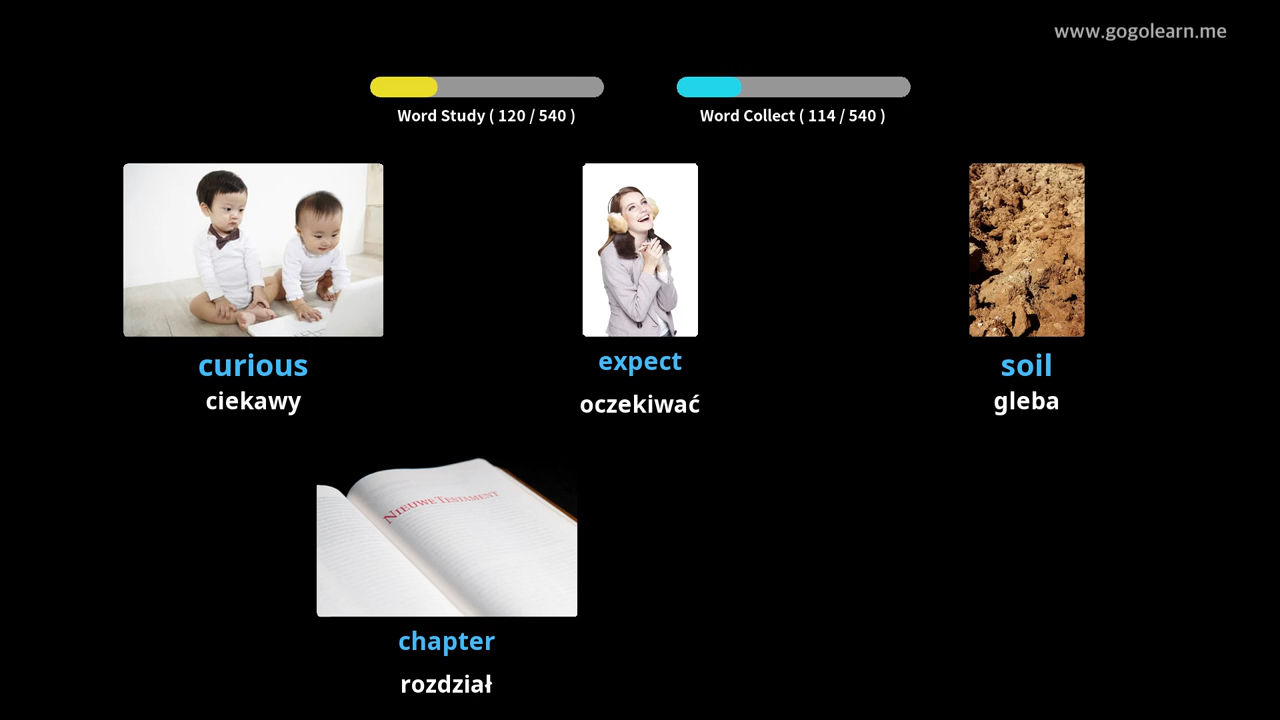 www.gogolearn.me
Word Study ( 120 / 540 )
Word Collect ( 114 / 540 )
curious
ciekawy
expect
oczekiwać
soil
gleba
NIEUWE TESTAMENT
chapter
rozdział